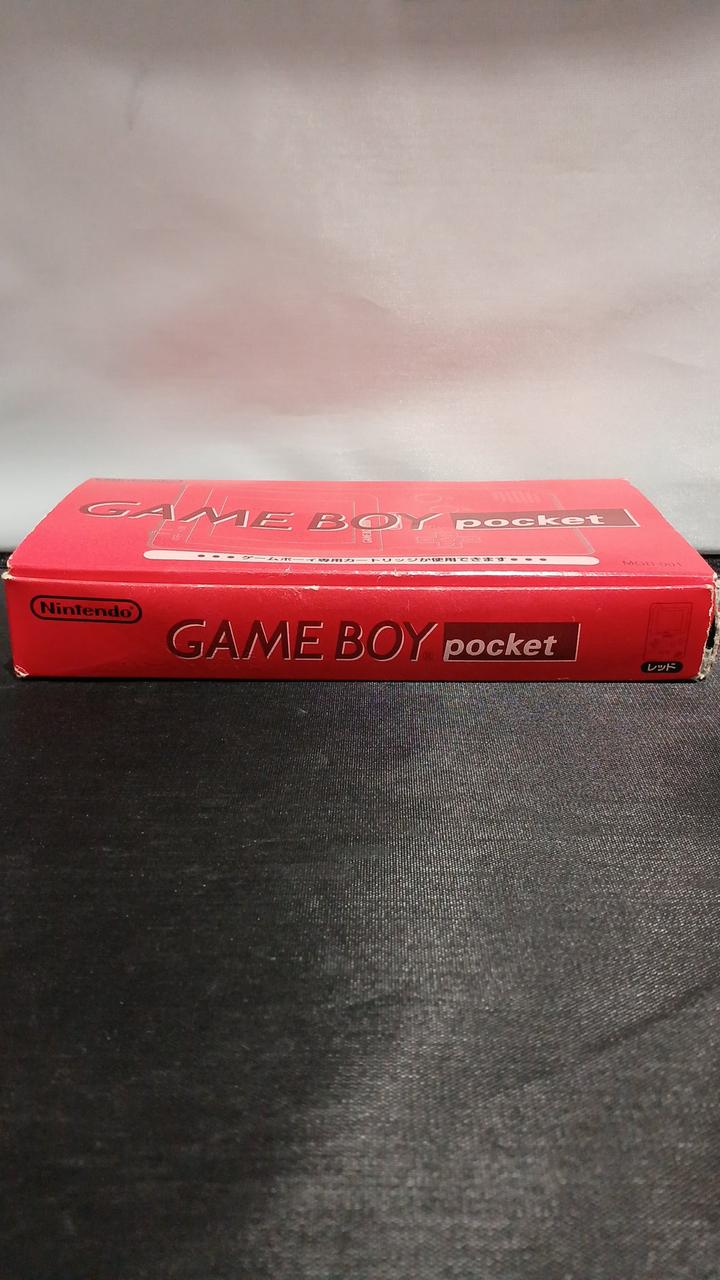 GAME BOY pocket
●●● ゲームボーイ専用カートリッジが使用できます ●●●
MGB-001
Nintendo®
GAME BOY® pocket
レッド